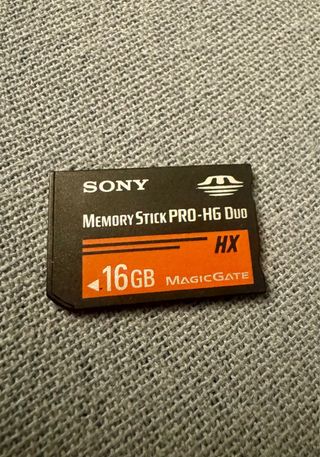 SONY
MEMORY STICK PRO-HG DUO
HX
16GB MAGICGATE